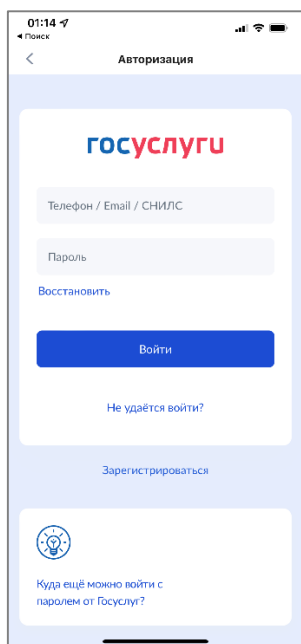 01:14
Поиск
Авторизация
госуслуги
Телефон / Email / СНИЛС
Пароль
Восстановить
Войти
Не удаётся войти?
Зарегистрироваться
Куда ещё можно войти с
паролем от Госуслуг?